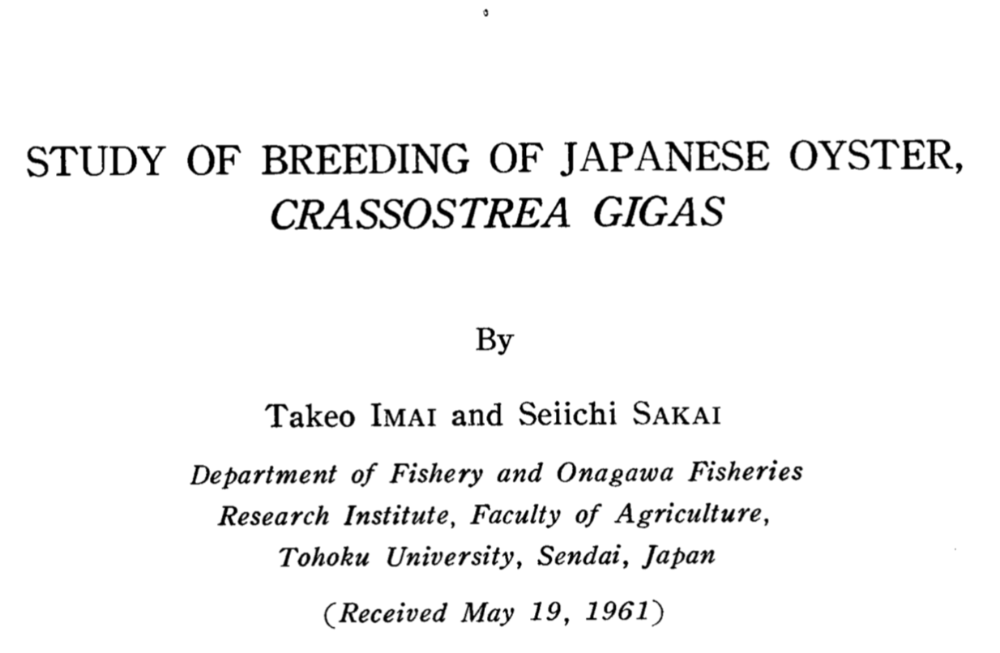 STUDY OF BREEDING OF JAPANESE OYSTER,
CRASSOSTREA GIGAS
By
Takeo IMAI and Seiichi SAKAI
Department of Fishery and Onagawa Fisheries
Research Institute, Faculty of Agriculture,
Tohoku University, Sendai, Japan
(Received May 19, 1961)